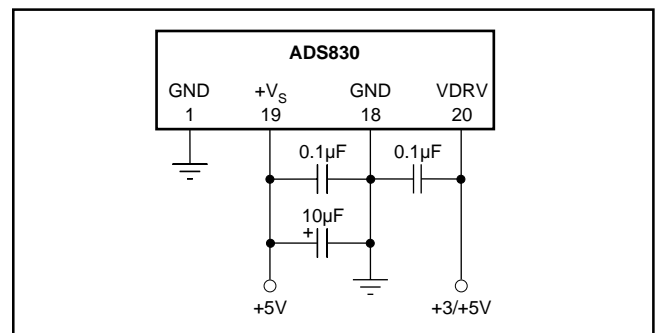 ADS830
GND +VS GND VDRV
1 19 18 20
0.1µF 0.1µF
10µF
+
+5V +3/+5V